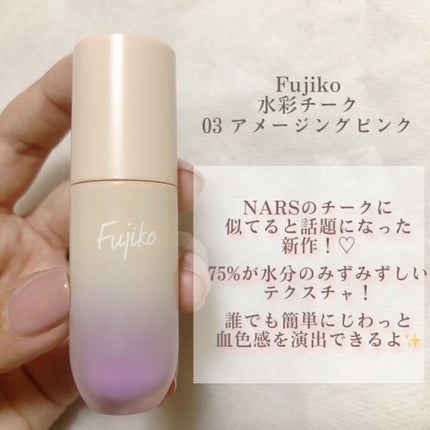 Fujiko
水彩チーク
03 アメージングピンク
NARSのチークに
似てると話題になった
新作！♡
75%が水分のみずみずしい
テクスチャ！
誰でも簡単にじわっと
血色感を演出できるよ✨
Fujiko